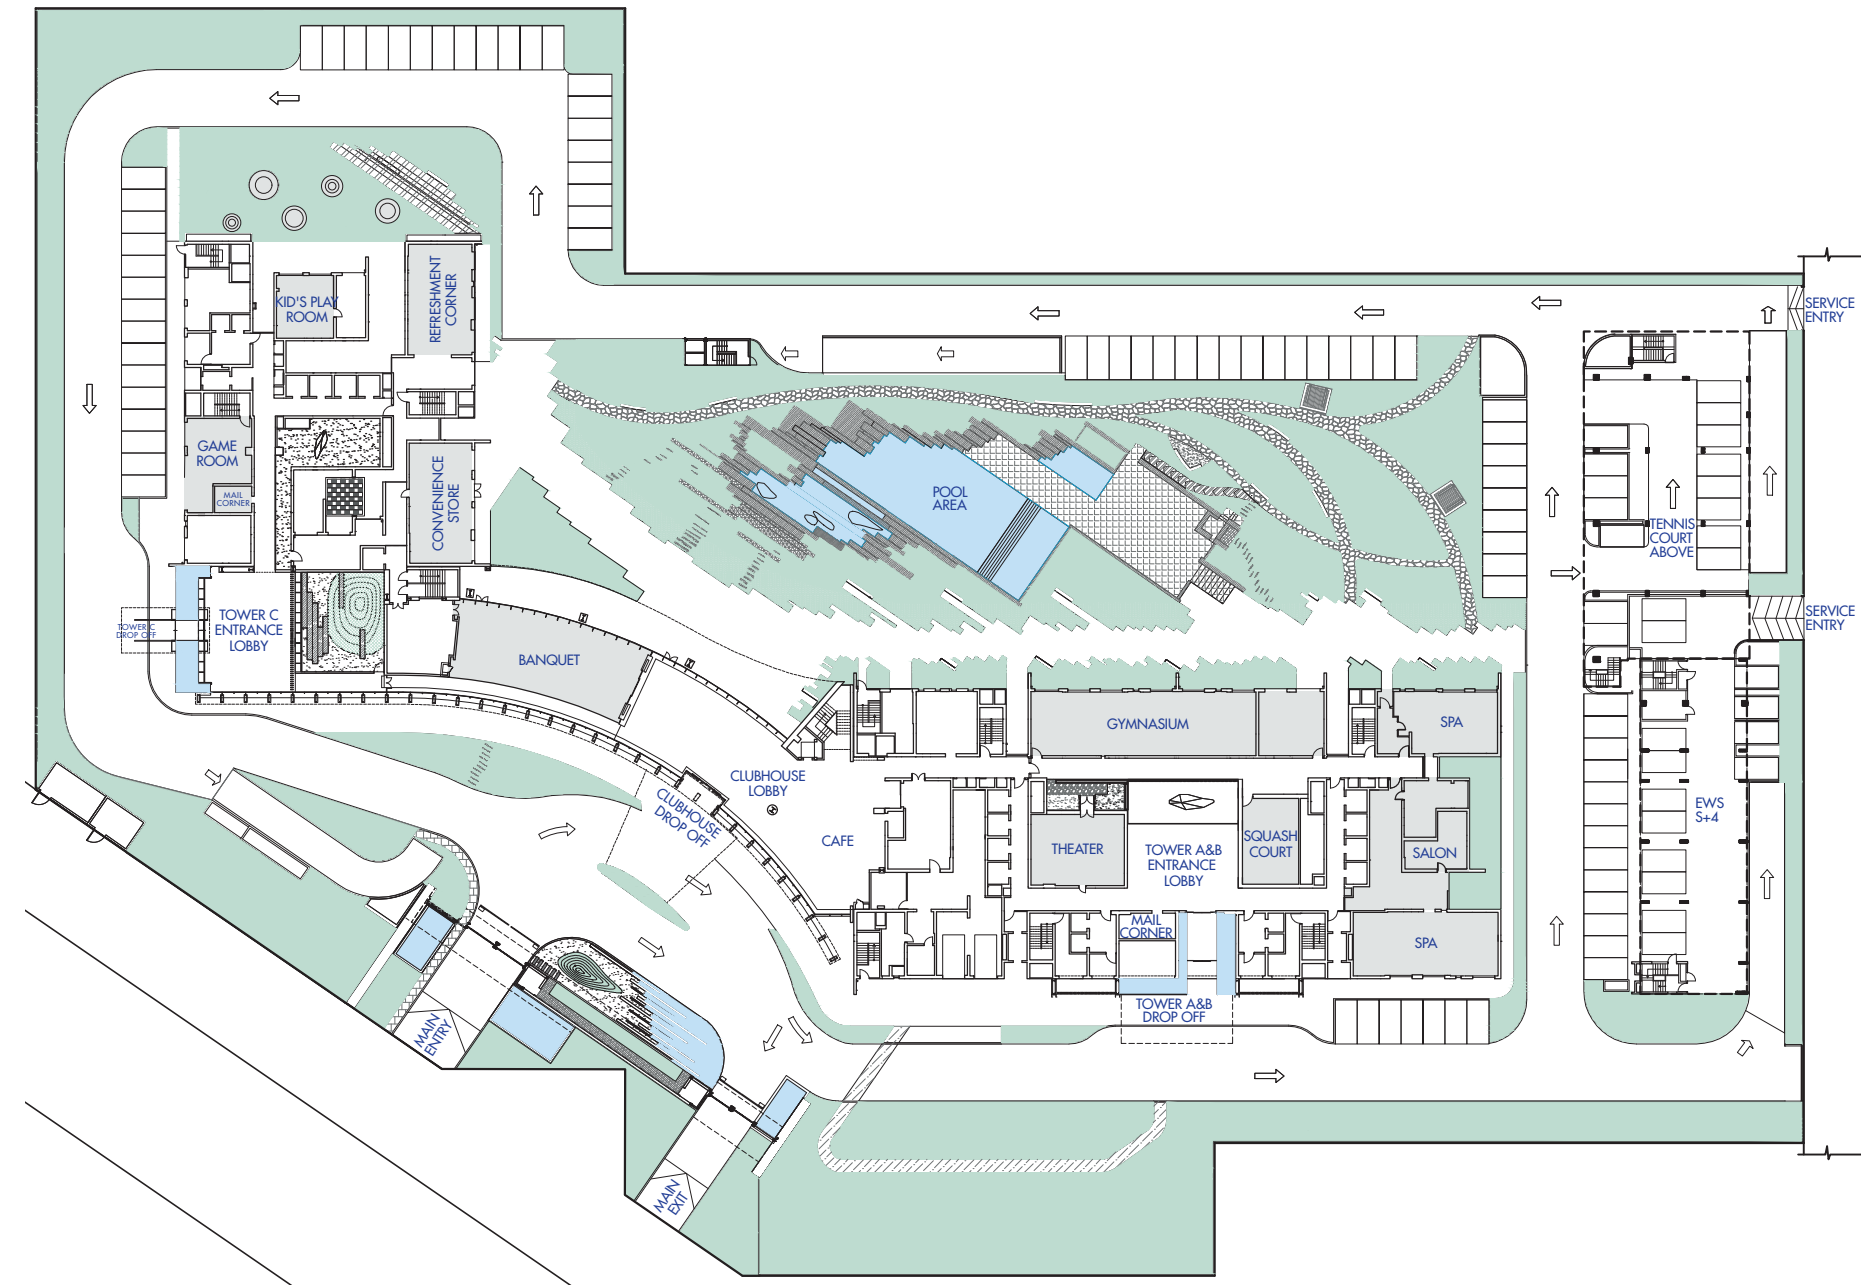 SERVICE
ENTRY
KID'S PLAY
ROOM
REFRESHMENT
CORNER
GAME
ROOM
MAIL
CORNER
CONVENIENCE
STORE
POOL
AREA
TENNIS
COURT
ABOVE
SERVICE
ENTRY
TOWER C
DROP OFF
TOWER C
ENTRANCE
LOBBY
BANQUET
GYMNASIUM
SPA
CLUBHOUSE
LOBBY
CLUBHOUSE
DROP OFF
CAFE
THEATER
TOWER A&B
ENTRANCE
LOBBY
SQUASH
COURT
SALON
EWS
S+4
MAIL
CORNER
SPA
TOWER A&B
DROP OFF
MAIN
ENTRY
MAIN
EXIT